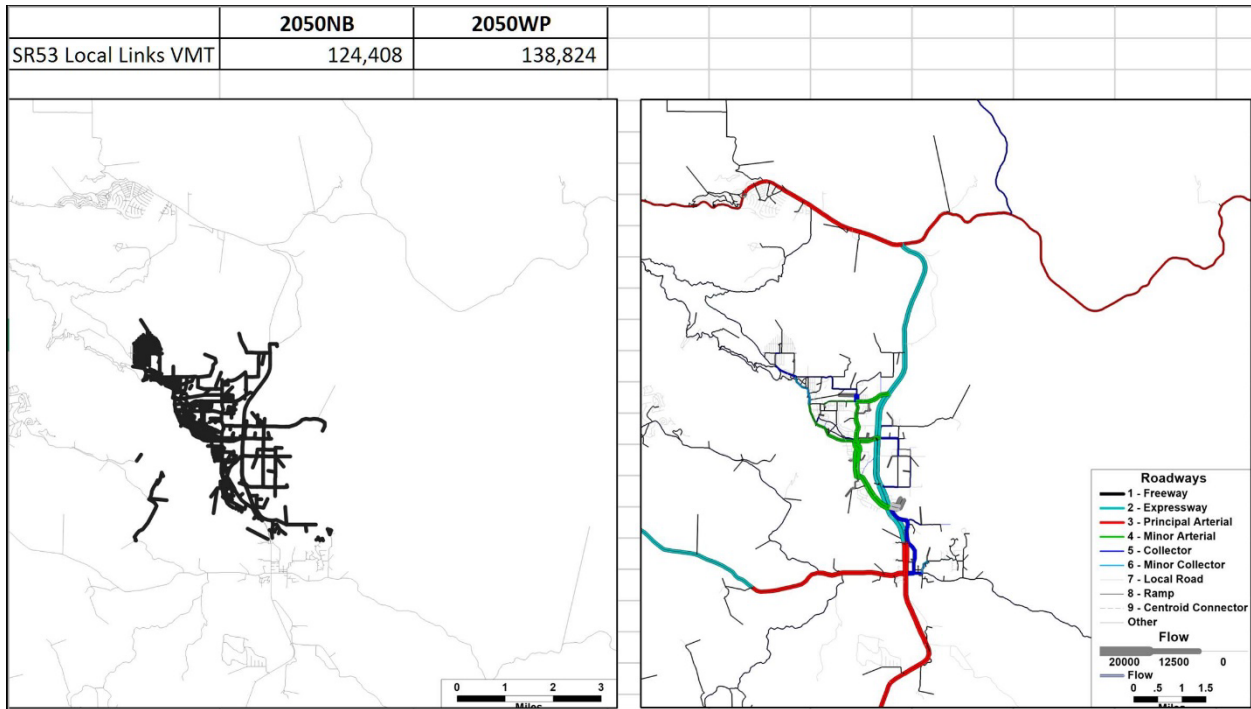 2050NB 2050WP
SR53 Local Links VMT 124,408 138,824
0 1 2 3
Miles
Roadways
1 - Freeway
2 - Expressway
3 - Principal Arterial
4 - Minor Arterial
5 - Collector
6 - Minor Collector
7 - Local Road
8 - Ramp
9 - Centroid Connector
Other
Flow
20000 12500 0
Flow
0 .5 1 1.5
Miles